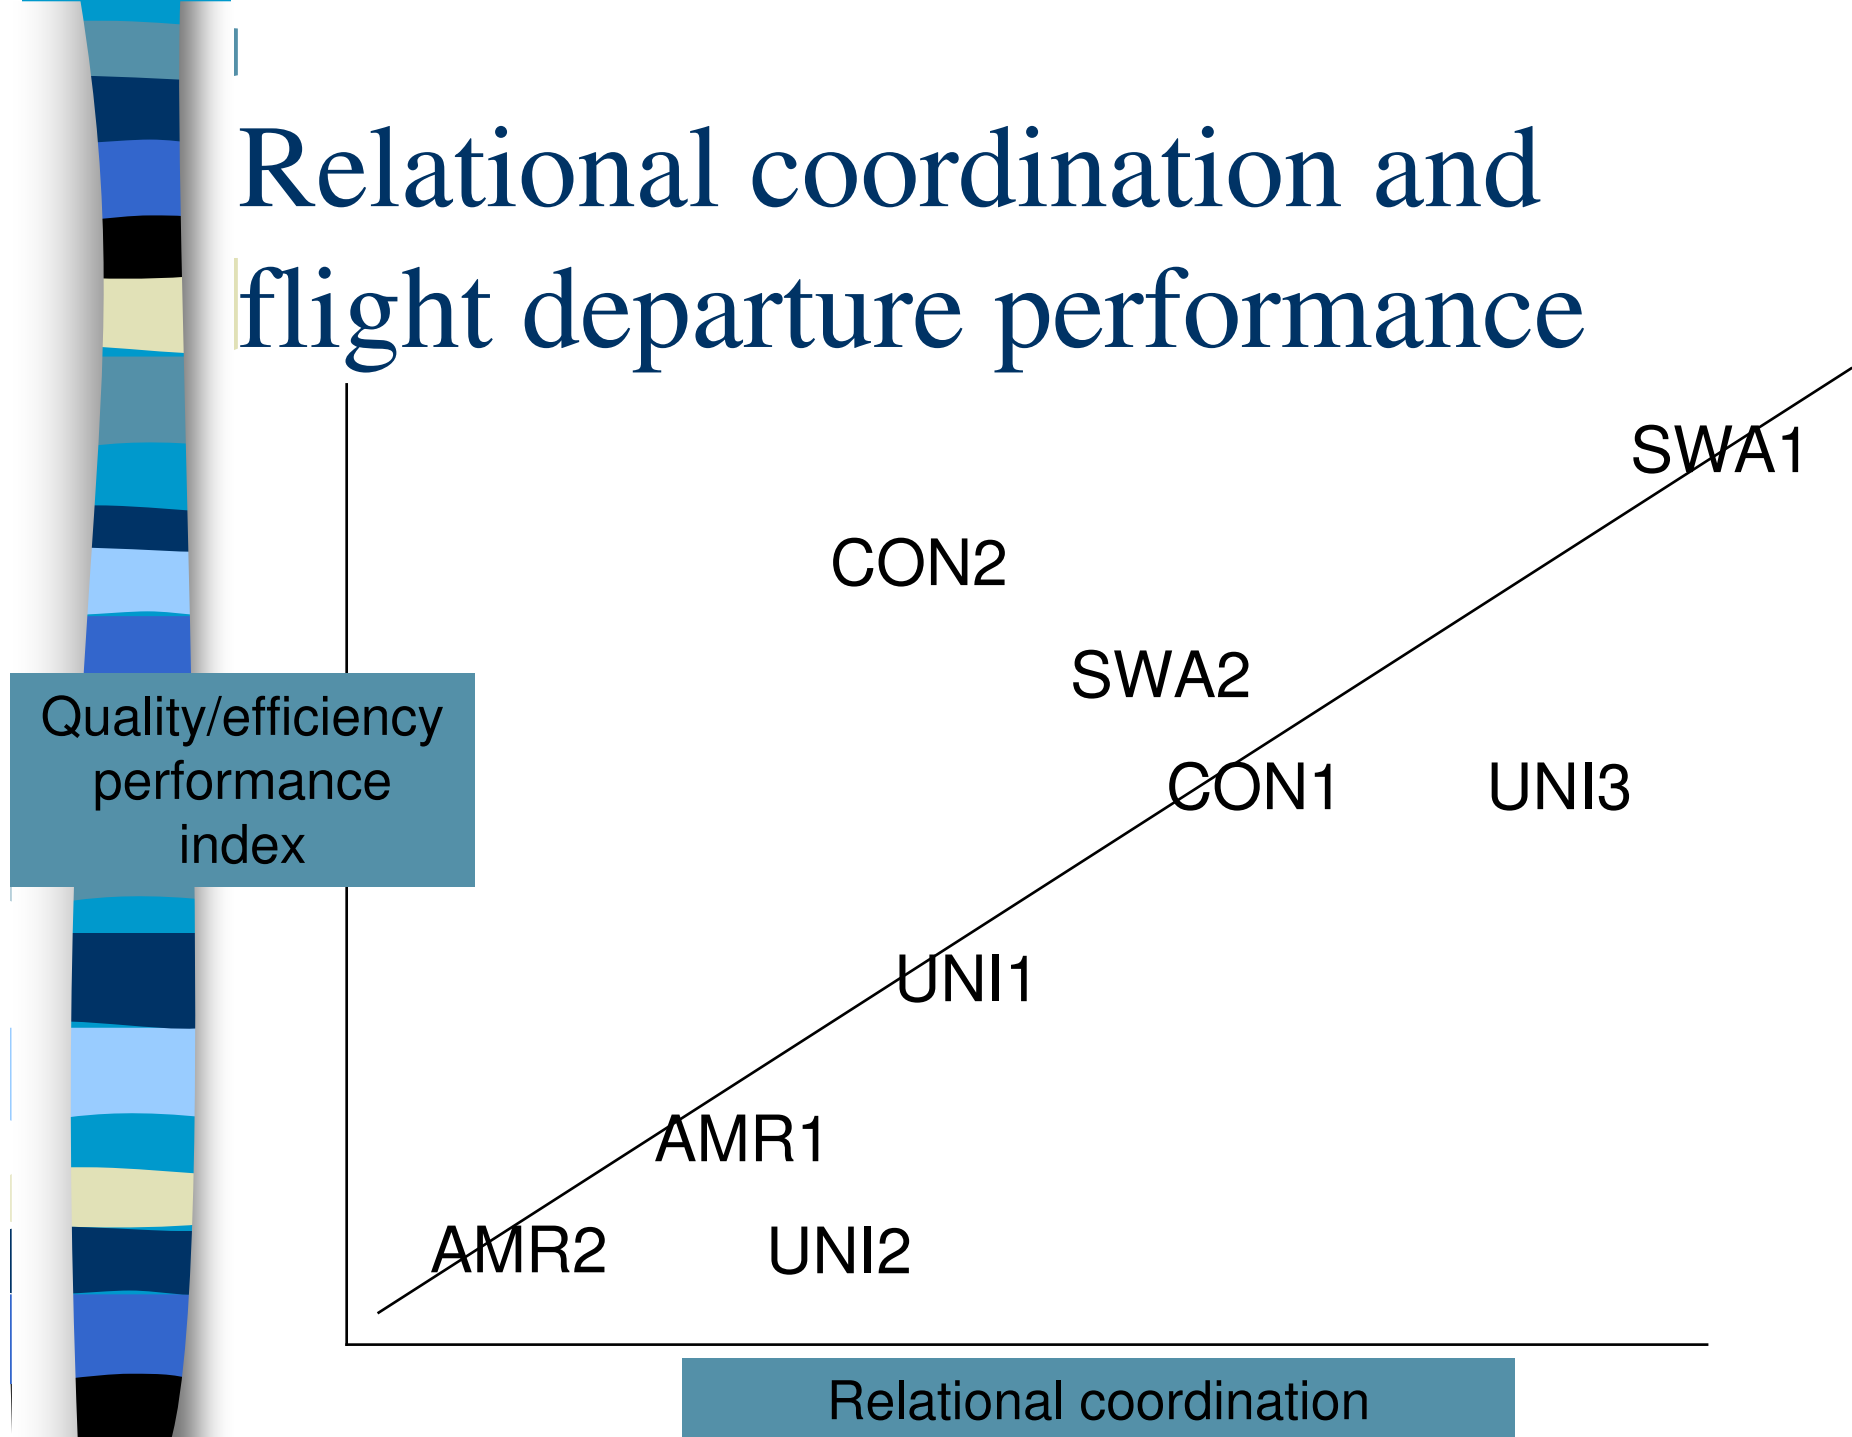 Relational coordination and
flight departure performance
SWA1
CON2
SWA2
Quality/efficiency
performance
index
CON1 UNI3
UNI1
AMR1
AMR2 UNI2
Relational coordination